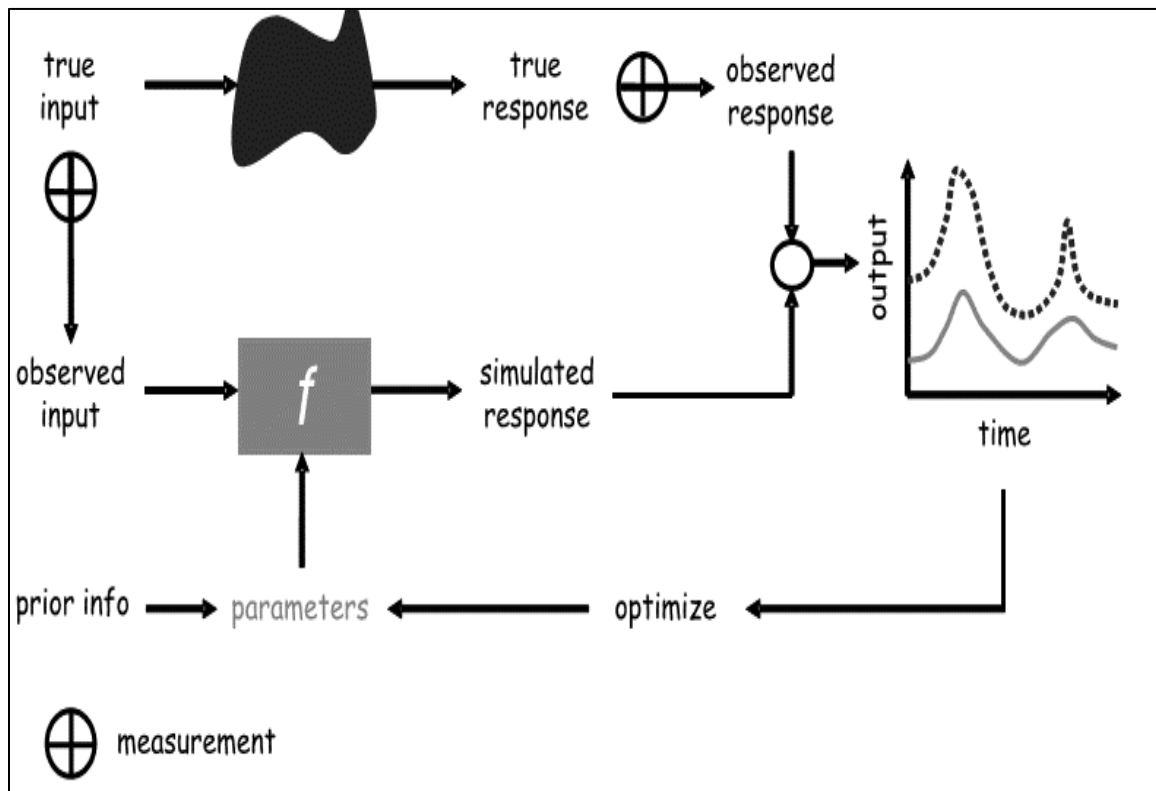 true
input
true
response
observed
response
output
time
observed
input
f
simulated
response
prior info
parameters
optimize
measurement